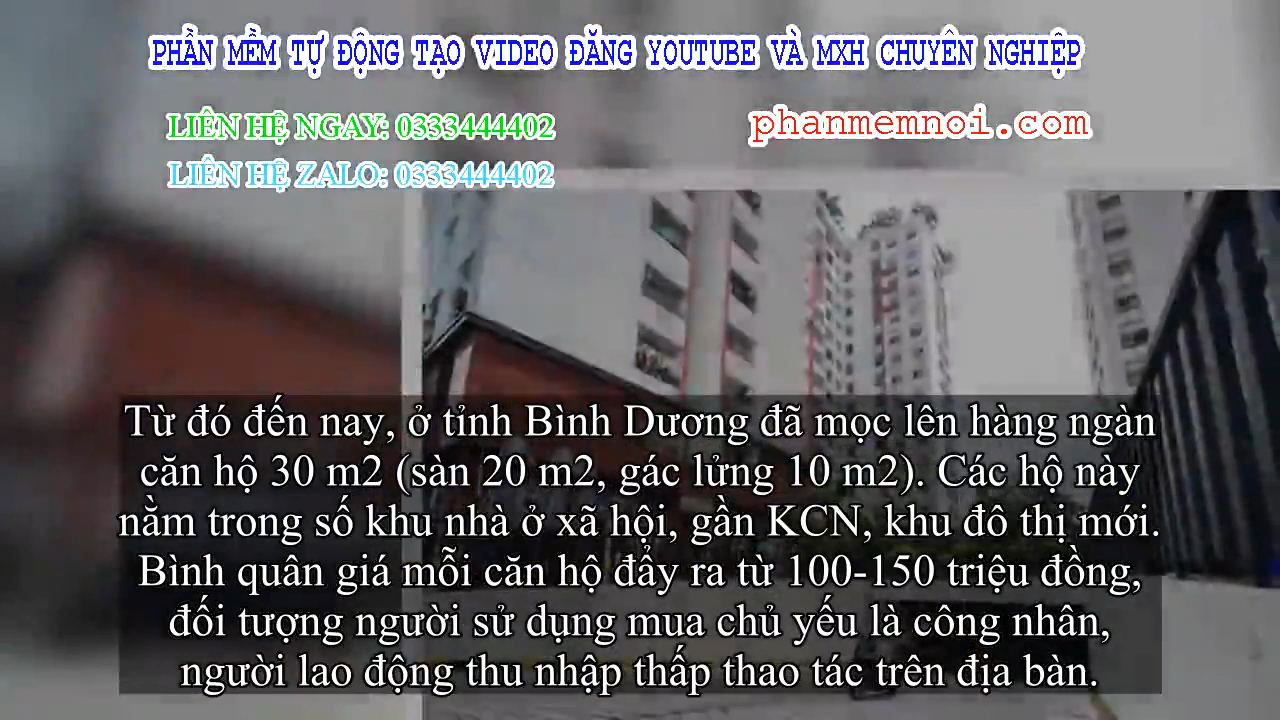 PHẦN MỀM TỰ ĐỘNG TẠO VIDEO ĐĂNG YOUTUBE VÀ MXH CHUYÊN NGHIỆP
LIÊN HỆ NGAY: 0333444402
phanmemnoi.com
LIÊN HỆ ZALO: 0333444402
Từ đó đến nay, ở tỉnh Bình Dương đã mọc lên hàng ngàn
căn hộ 30 m2 (sàn 20 m2, gác lửng 10 m2). Các hộ này
nằm trong số khu nhà ở xã hội, gần KCN, khu đô thị mới.
Bình quân giá mỗi căn hộ đẩy ra từ 100-150 triệu đồng,
đối tượng người sử dụng mua chủ yếu là công nhân,
người lao động thu nhập thấp thao tác trên địa bàn.